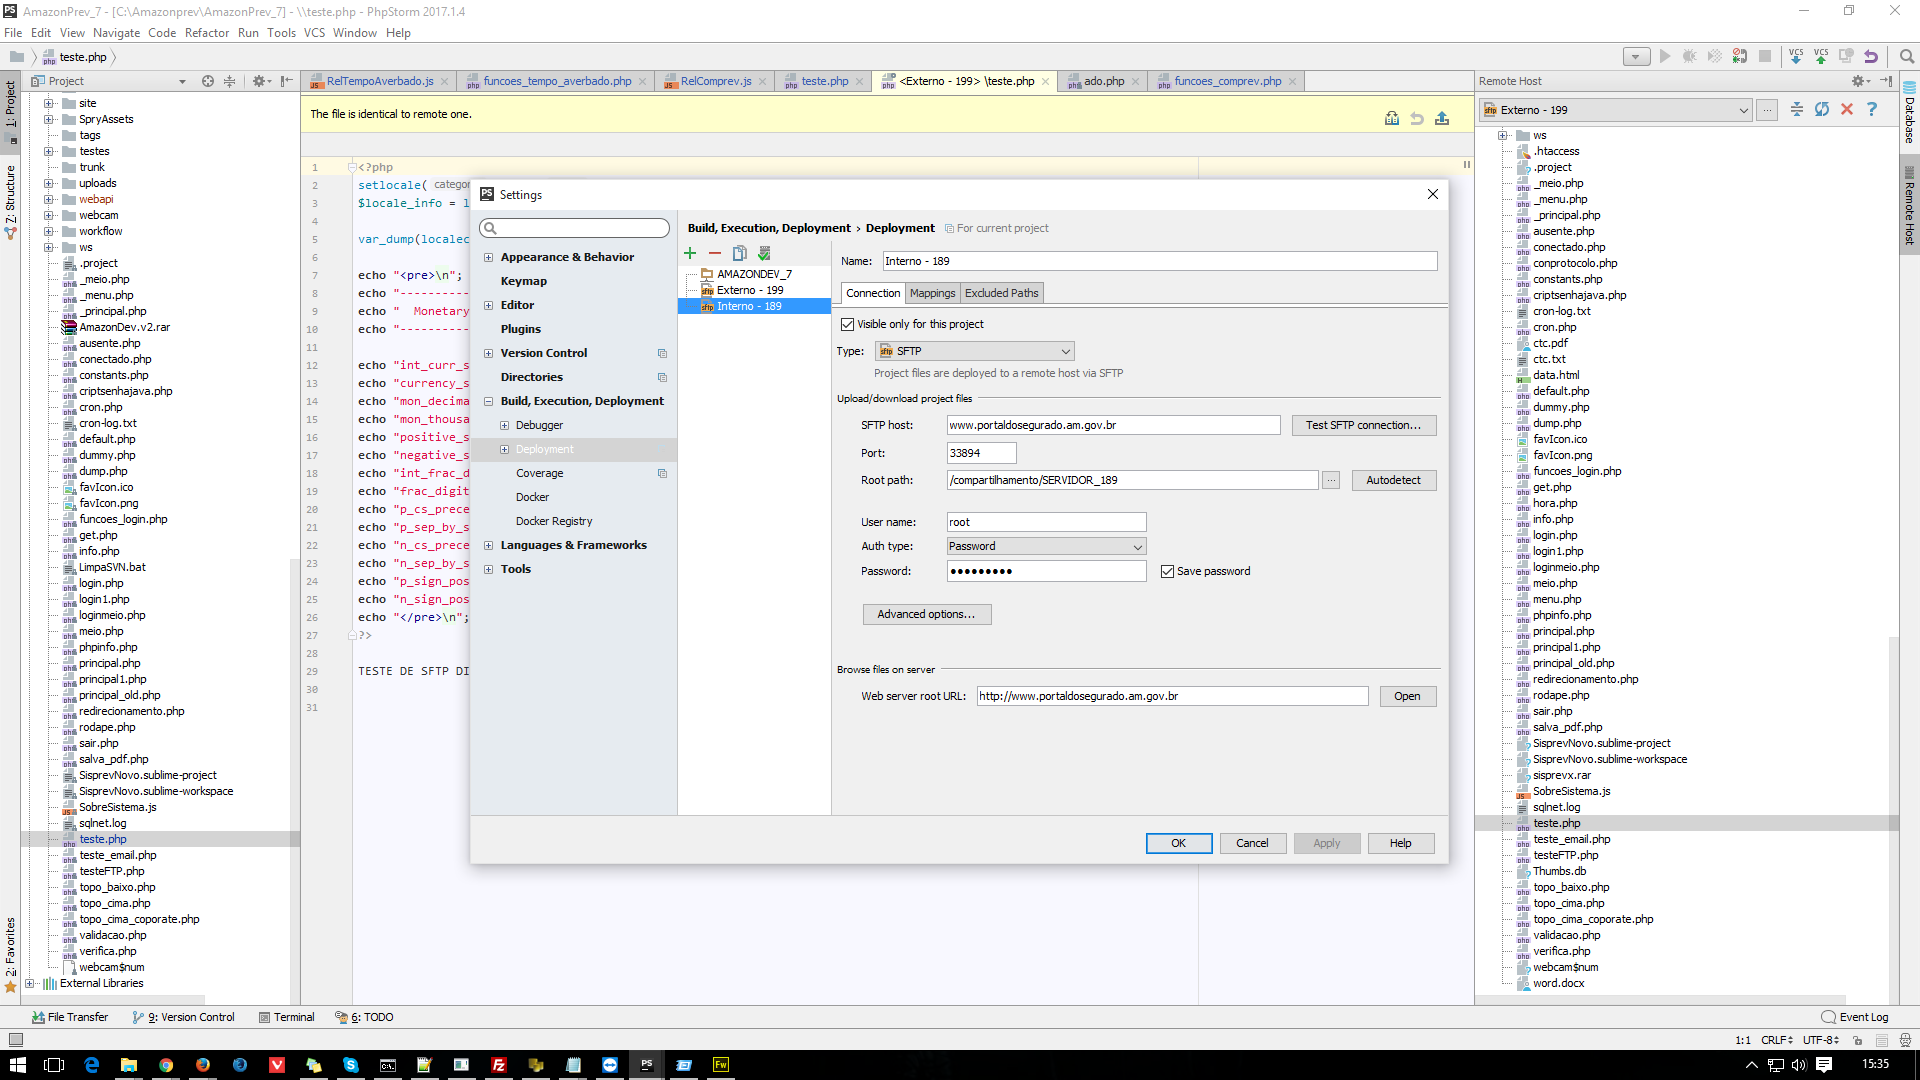 AmazonPrev_7 - [C:\Amazonprev\AmazonPrev_7] - \\teste.php - PhpStorm 2017.1.4
File Edit View Navigate Code Refactor Run Tools VCS Window Help
teste.php
Project
RelTempoAverbado.js
funcoes_tempo_averbado.php
RelComprev.js
teste.php
<Externo - 199> \teste.php
ado.php
funcoes_comprev.php
Remote Host
1: Project
Z: Structure
2: Favorites
site
SpryAssets
tags
testes
trunk
uploads
webapi
webcam
workflow
ws
.project
_meio.php
_menu.php
_principal.php
AmazonDev.v2.rar
ausente.php
conectado.php
constants.php
criptsenhajava.php
cron.php
cron-log.txt
default.php
dummy.php
dump.php
favIcon.ico
favIcon.png
funcoes_login.php
get.php
info.php
LimpaSVN.bat
login.php
login1.php
loginmeio.php
meio.php
phpinfo.php
principal.php
principal1.php
principal_old.php
redirecionamento.php
rodape.php
sair.php
salva_pdf.php
SisprevNovo.sublime-project
SisprevNovo.sublime-workspace
SobreSistema.js
sqlnet.log
teste.php
teste_email.php
testeFTP.php
topo_baixo.php
topo_cima.php
topo_cima_coporate.php
validacao.php
verifica.php
webcam$num
External Libraries
The file is identical to remote one.
1 <?php
2 setlocale( categor
3 $locale_info = l
4
5 var_dump(localec
6
7 echo "<pre>\n";
8 echo "----------
9 echo "  Monetary
10 echo "----------
11
12 echo "int_curr_s
13 echo "currency_s
14 echo "mon_decima
15 echo "mon_thousa
16 echo "positive_s
17 echo "negative_s
18 echo "int_frac_d
19 echo "frac_digit
20 echo "p_cs_prece
21 echo "p_sep_by_s
22 echo "n_cs_prece
23 echo "n_sep_by_s
24 echo "p_sign_pos
25 echo "n_sign_pos
26 echo "</pre>\n";
27 ?>
28
29 TESTE DE SFTP DI
30
31
Settings
Appearance & Behavior
Keymap
Editor
Plugins
Version Control
Directories
Build, Execution, Deployment
Debugger
Deployment
Coverage
Docker
Docker Registry
Languages & Frameworks
Tools
Build, Execution, Deployment › Deployment For current project
AMAZONDEV_7
Externo - 199
Interno - 189
Name: Interno - 189
Connection Mappings Excluded Paths
Visible only for this project
Type: SFTP
Project files are deployed to a remote host via SFTP
Upload/download project files
SFTP host: www.portaldosegurado.am.gov.br Test SFTP connection...
Port: 33894
Root path: /compartilhamento/SERVIDOR_189 ... Autodetect
User name: root
Auth type: Password
Password: ●●●●●●●●● Save password
Advanced options...
Browse files on server
Web server root URL: http://www.portaldosegurado.am.gov.br Open
OK Cancel Apply Help
Externo - 199
...
ws
.htaccess
.project
_meio.php
_menu.php
_principal.php
ausente.php
conectado.php
conprotocolo.php
constants.php
criptsenhajava.php
cron-log.txt
cron.php
ctc.pdf
ctc.txt
data.html
default.php
dummy.php
dump.php
favIcon.ico
favIcon.png
funcoes_login.php
get.php
hora.php
info.php
login.php
login1.php
loginmeio.php
meio.php
menu.php
phpinfo.php
principal.php
principal1.php
principal_old.php
redirecionamento.php
rodape.php
sair.php
salva_pdf.php
SisprevNovo.sublime-project
SisprevNovo.sublime-workspace
sisprevx.rar
SobreSistema.js
sqlnet.log
teste.php
teste_email.php
testeFTP.php
Thumbs.db
topo_baixo.php
topo_cima.php
topo_cima_coporate.php
validacao.php
verifica.php
webcam$num
word.docx
Database
Remote Host
File Transfer 9: Version Control Terminal 6: TODO Event Log
1:1 CRLF UTF-8
15:35